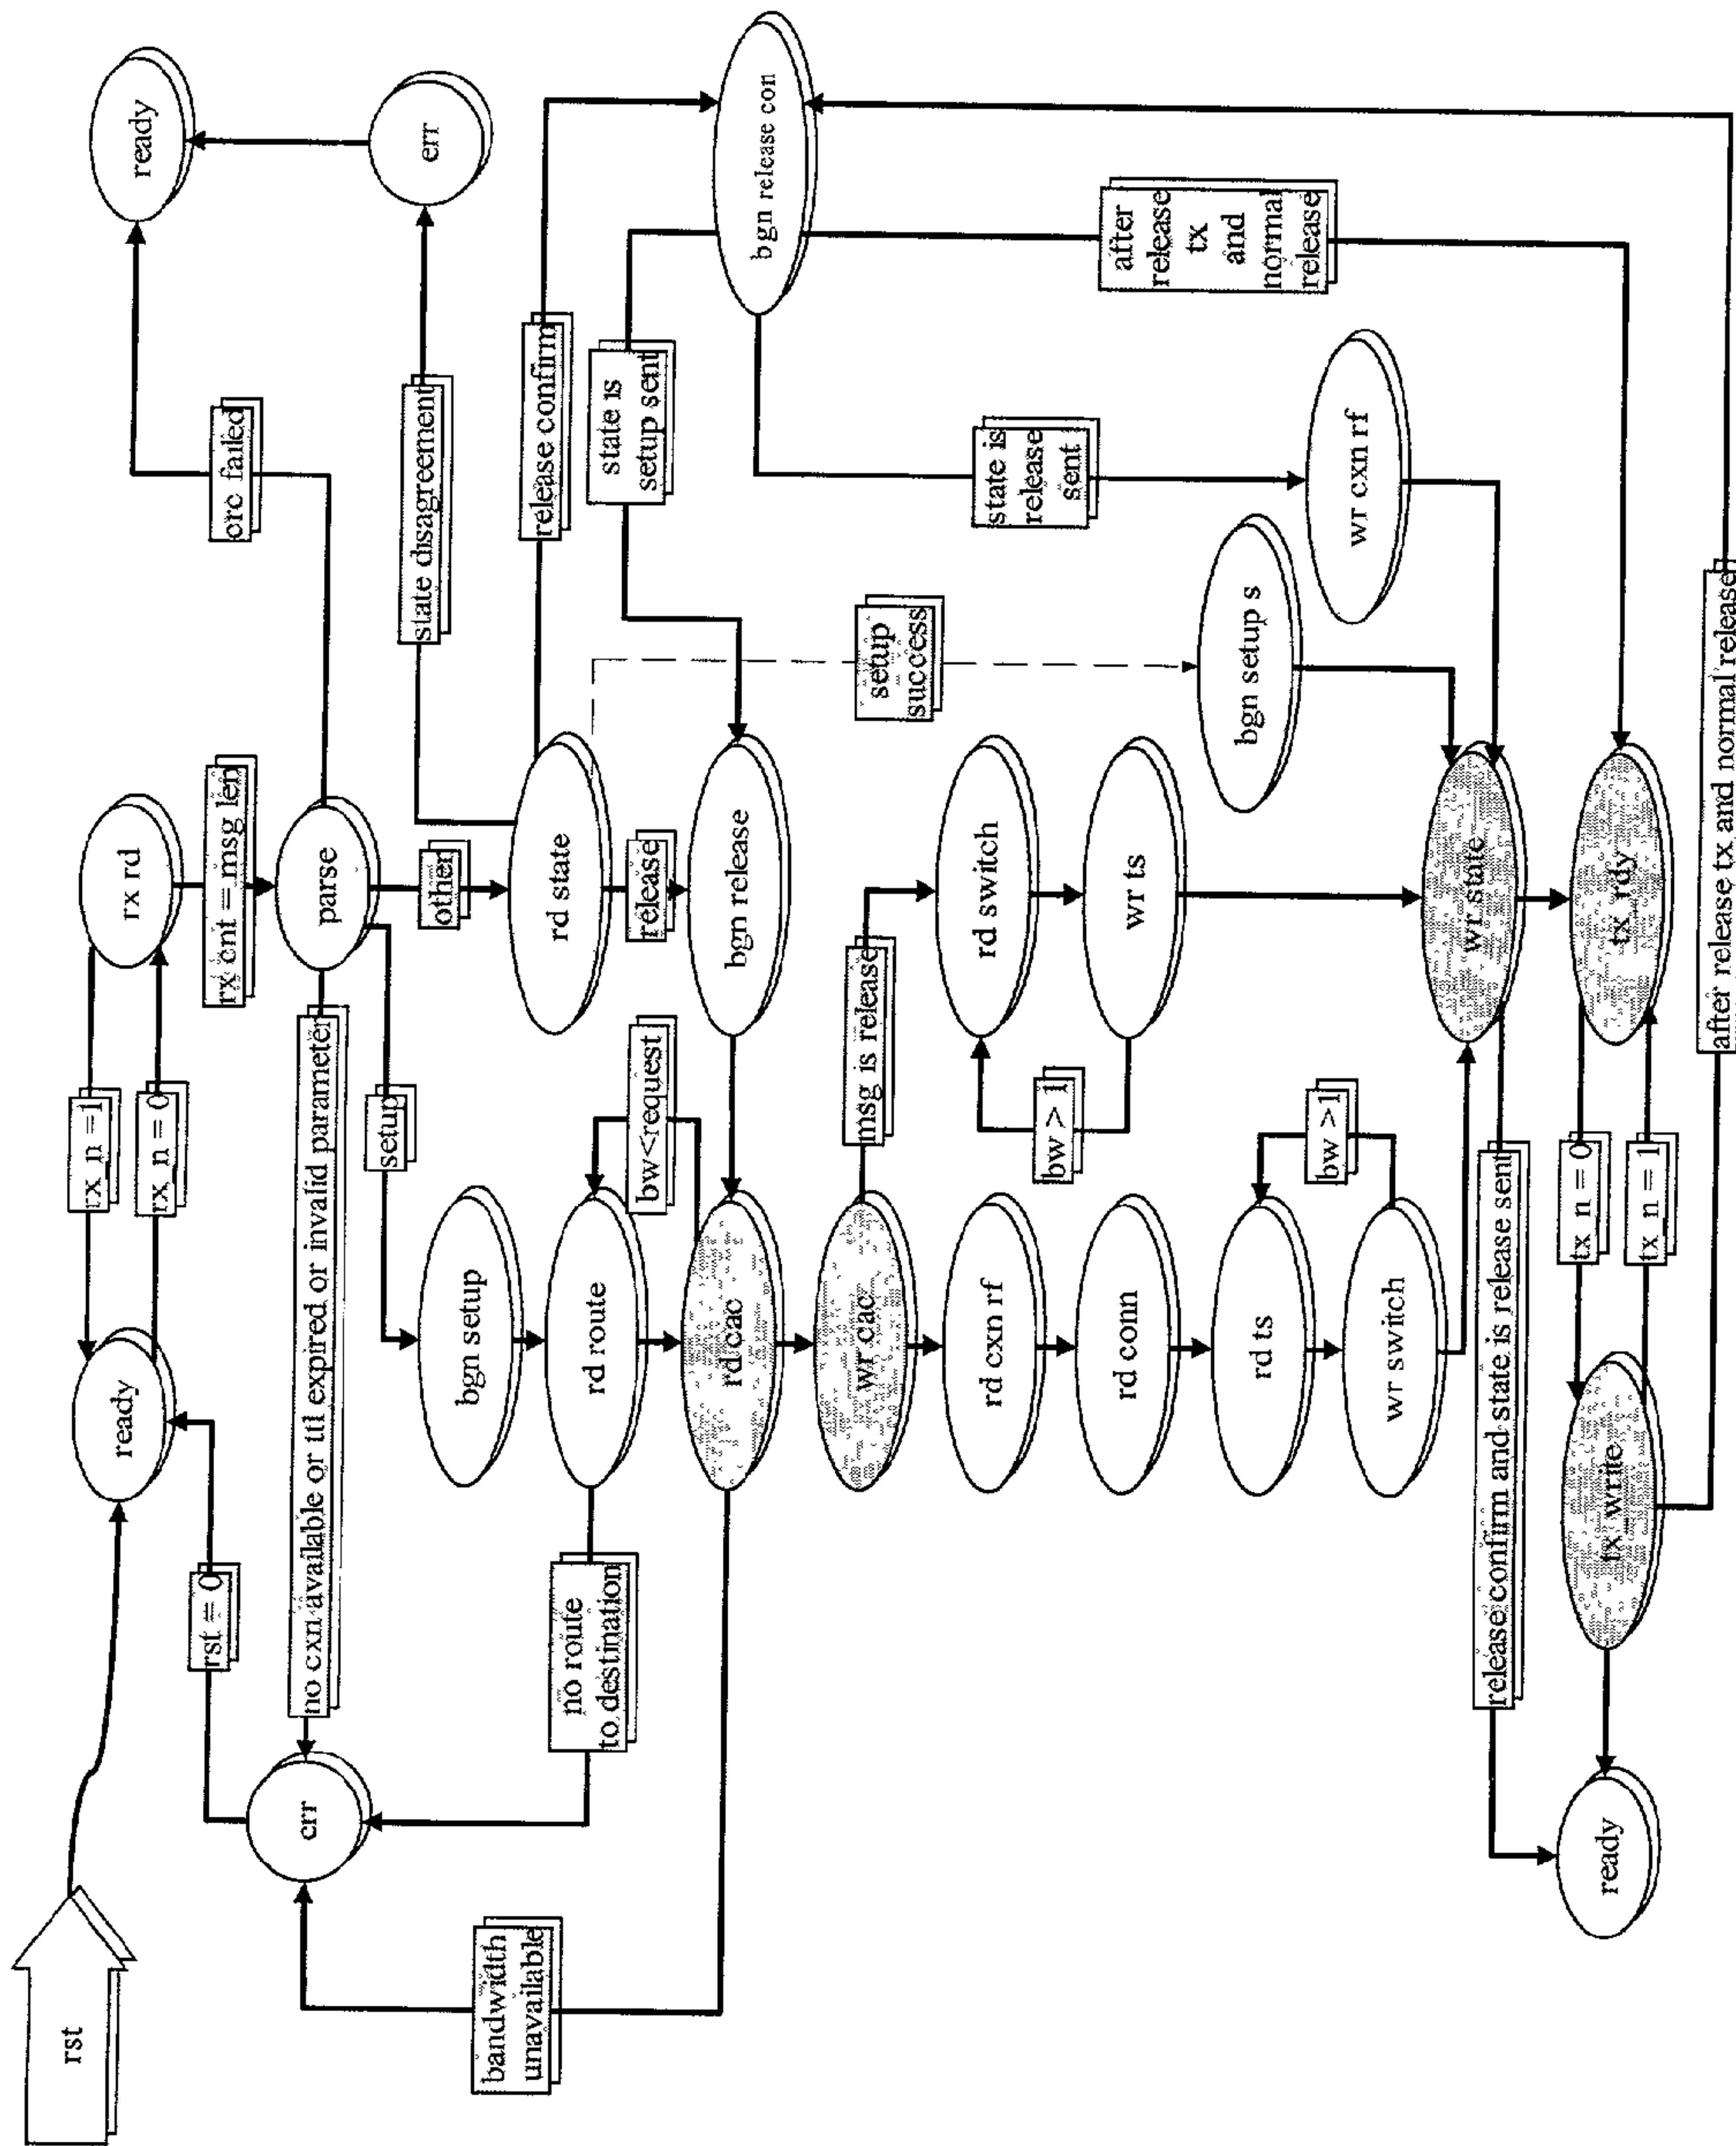 rst
rx n =1
ready
rx rd
ready
rx n= 0
rst = 0
rx cnt = msg len
crc failed
err
no cxn available or ttl expired or invalid parameter
parse
setup
state disagreement
err
other
bgn setup
bandwidth
unavailable
release confirm
rd state
no route
to destination
rd route
state is
setup sent
bw<request
release
rd cac
bgn release
bgn release con
wr cac
msg is release
setup
success
rd cxn rf
rd switch
state is
release
sent
bw > 1
rd conn
wr ts
after
release
tx
and
normal
release
rd ts
bgn setup s
bw >1
wr cxn rf
wr switch
wr state
release confirm and state is release sent
tx n = 0
ready
tx_write
tx_rdy
tx n = 1
after release tx and normal release